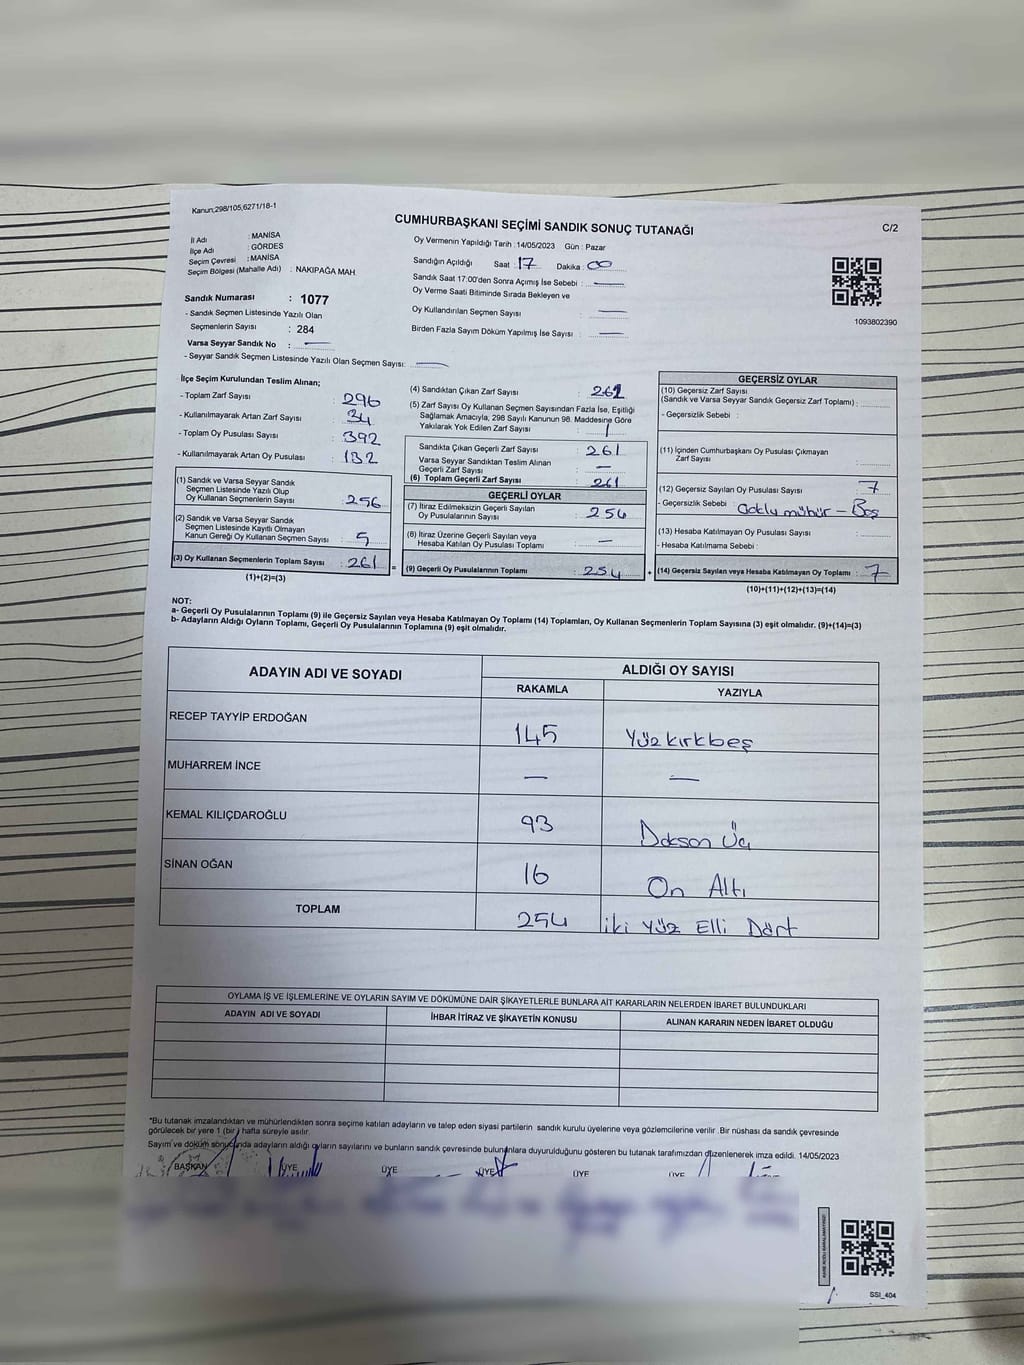 Kanun;298/105,6271/18-1
CUMHURBAŞKANI SEÇİMİ SANDIK SONUÇ TUTANAĞI
C/2
İl Adı : MANİSA
İlçe Adı : GÖRDES
Seçim Çevresi : MANİSA
Seçim Bölgesi (Mahalle Adı) : NAKIPAĞA MAH
Sandık Numarası : 1077
- Sandık Seçmen Listesinde Yazılı Olan
Seçmenlerin Sayısı : 284
Varsa Seyyar Sandık No : —
- Seyyar Sandık Seçmen Listesinde Yazılı Olan Seçmen Sayısı: —
Oy Vermenin Yapıldığı Tarih :14/05/2023 Gün : Pazar
Sandığın Açıldığı Saat : 17 Dakika : 00
Sandık Saat 17:00'den Sonra Açımış İse Sebebi : —
Oy Verme Saati Bitiminde Sırada Bekleyen ve
Oy Kullandırılan Seçmen Sayısı : —
Birden Fazla Sayım Döküm Yapılmış İse Sayısı : —
1093802390
İlçe Seçim Kurulundan Teslim Alınan;
- Toplam Zarf Sayısı : 296
- Kullanılmayarak Artan Zarf Sayısı : 34
- Toplam Oy Pusulası Sayısı : 392
- Kullanılmayarak Artan Oy Pusulası : 132
(1) Sandık ve Varsa Seyyar Sandık
Seçmen Listesinde Yazılı Olup
Oy Kullanan Seçmenlerin Sayısı : 256
(2) Sandık ve Varsa Seyyar Sandık
Seçmen Listesinde Kayıtlı Olmayan
Kanun Gereği Oy Kullanan Seçmen Sayısı : 5
(3) Oy Kullanan Seçmenlerin Toplam Sayısı : 261
(1)+(2)=(3)
=
(4) Sandıktan Çıkan Zarf Sayısı : 262
(5) Zarf Sayısı Oy Kullanan Seçmen Sayısından Fazla İse, Eşitliği
Sağlamak Amacıyla, 298 Sayılı Kanunun 98. Maddesine Göre
Yakılarak Yok Edilen Zarf Sayısı : 1
Sandıkta Çıkan Geçerli Zarf Sayısı : 261
Varsa Seyyar Sandıktan Teslim Alınan
Geçerli Zarf Sayısı : —
(6) Toplam Geçerli Zarf Sayısı : 261
GEÇERLİ OYLAR
(7) İtiraz Edilmeksizin Geçerli Sayılan
Oy Pusulalarının Sayısı : 254
(8) İtiraz Üzerine Geçerli Sayılan veya
Hesaba Katılan Oy Pusulası Toplamı : —
(9) Geçerli Oy Pusulalarının Toplamı : 254
+
GEÇERSİZ OYLAR
(10) Geçersiz Zarf Sayısı
(Sandık ve Varsa Seyyar Sandık Geçersiz Zarf Toplamı) :
- Geçersizlik Sebebi :
(11) İçinden Cumhurbaşkanı Oy Pusulası Çıkmayan
Zarf Sayısı :
(12) Geçersiz Sayılan Oy Pusulası Sayısı : 7
- Geçersizlik Sebebi : mühür – Boş
(13) Hesaba Katılmayan Oy Pusulası Sayısı :
- Hesaba Katılmama Sebebi :
(14) Geçersiz Sayılan veya Hesaba Katılmayan Oy Toplamı : 7
(10)+(11)+(12)+(13)=(14)
NOT:
a- Geçerli Oy Pusulalarının Toplamı (9) ile Geçersiz Sayılan veya Hesaba Katılmayan Oy Toplamı (14) Toplamları, Oy Kullanan Seçmenlerin Toplam Sayısına (3) eşit olmalıdır. (9)+(14)=(3)
b- Adayların Aldığı Oyların Toplamı, Geçerli Oy Pusulalarının Toplamına (9) eşit olmalıdır.
ADAYIN ADI VE SOYADI
ALDIĞI OY SAYISI
RAKAMLA YAZIYLA
RECEP TAYYİP ERDOĞAN 145 Yüzkırkbeş
MUHARREM İNCE — —
KEMAL KILIÇDAROĞLU 93 Doksan Üç
SİNAN OĞAN 16 On Altı
TOPLAM 254 iki Yüz Elli Dört
OYLAMA İŞ VE İŞLEMLERİNE VE OYLARIN SAYIM VE DÖKÜMÜNE DAİR ŞİKAYETLERLE BUNLARA AİT KARARLARIN NELERDEN İBARET BULUNDUKLARI
ADAYIN ADI VE SOYADI İHBAR İTİRAZ VE ŞİKAYETİN KONUSU ALINAN KARARIN NEDEN İBARET OLDUĞU
*Bu tutanak imzalandıktan ve mühürlendikten sonra seçime katılan adayların ve talep eden siyasi partilerin sandık kurulu üyelerine veya gözlemcilerine verilir .Bir nüshası da sandık çevresinde
görülecek bir yere 1 (bir ) hafta süreyle asılır.
Sayım ve döküm sonucunda adayların aldığı oyların sayılarını ve bunların sandık çevresinde bulunanlara duyurulduğunu gösteren bu tutanak tarafımızdan düzenlenerek imza edildi. 14/05/2023
BAŞKAN ÜYE ÜYE ÜYE ÜYE ÜYE
SSI_404